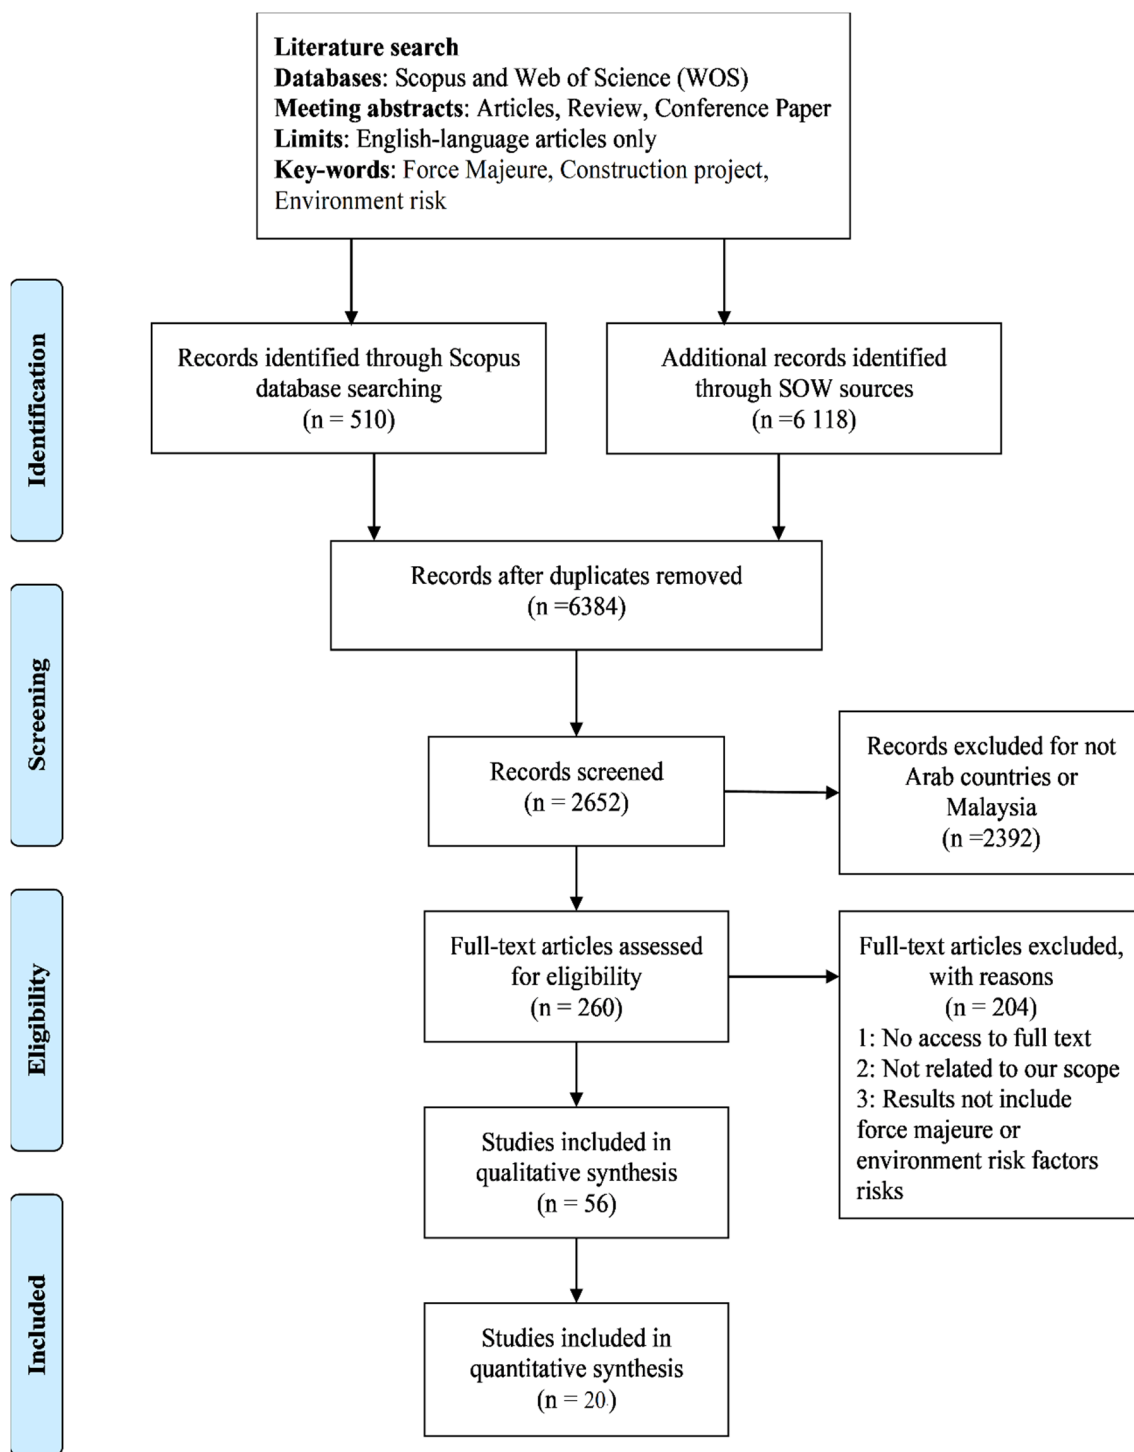 Literature search
Databases: Scopus and Web of Science (WOS)
Meeting abstracts: Articles, Review, Conference Paper
Limits: English-language articles only
Key-words: Force Majeure, Construction project,
Environment risk
Identification
Records identified through Scopus
database searching
(n = 510)
Additional records identified
through SOW sources
(n =6 118)
Records after duplicates removed
(n =6384)
Screening
Records screened
(n = 2652)
Records excluded for not
Arab countries or
Malaysia
(n =2392)
Eligibility
Full-text articles assessed
for eligibility
(n = 260)
Full-text articles excluded,
with reasons
(n = 204)
1: No access to full text
2: Not related to our scope
3: Results not include
force majeure or
environment risk factors
risks
Studies included in
qualitative synthesis
(n = 56)
Included
Studies included in
quantitative synthesis
(n = 20)